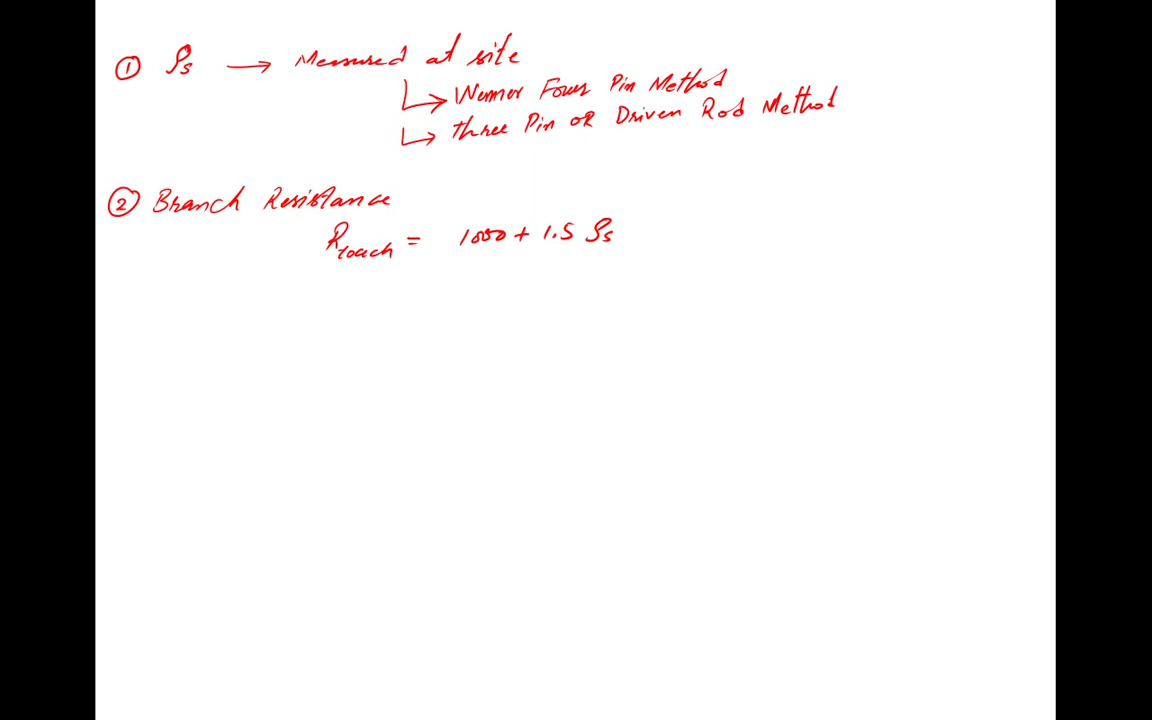 ① ρs → Measured at site
↳ Wenner Four Pin Method
↳ Three Pin OR Driven Rod Method
② Branch Resistance
Rtouch = 1000 + 1.5 ρs